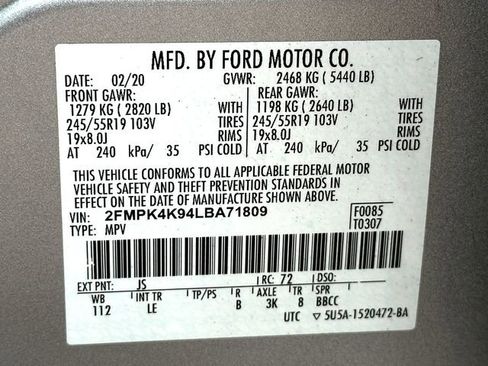 MFD. BY FORD MOTOR CO.
DATE: 02/20 GVWR: 2468 KG (5440 LB)
FRONT GAWR: REAR GAWR:
1279 KG (2820 LB) WITH 1198 KG (2640 LB) WITH
245/55R19 103V TIRES 245/55R19 103V TIRES
19x8.0J RIMS 19x8.0J RIMS
AT 240 kPa/ 35 PSI COLD AT 240 kPa/ 35 PSI COLD
THIS VEHICLE CONFORMS TO ALL APPLICABLE FEDERAL MOTOR
VEHICLE SAFETY AND THEFT PREVENTION STANDARDS IN
EFFECT ON THE DATE OF MANUFACTURE SHOWN ABOVE.
VIN: 2FMPK4K94LBA71809 F0085
TYPE: MPV T0307
EXT PNT: JS RC: 72 DSO:
WB INT TR TP/PS R AXLE TR SPR
112 LE B 3K 8 BBCC
UTC ▽ 5U5A-1520472-BA